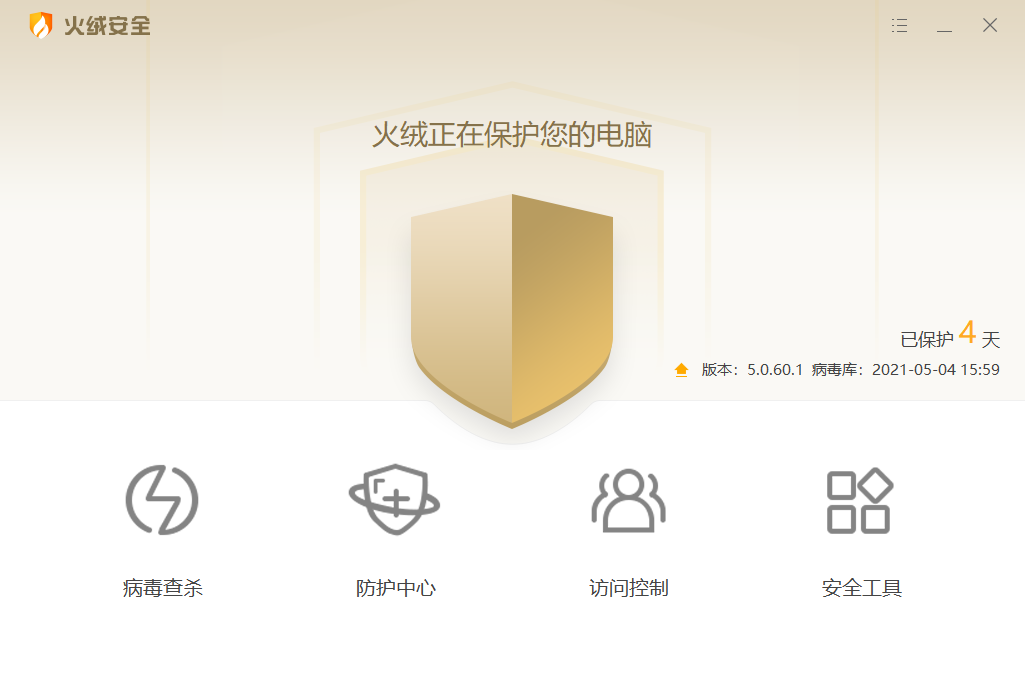 火绒安全
火绒正在保护您的电脑
已保护 4 天
版本：5.0.60.1 病毒库：2021-05-04 15:59
病毒查杀
防护中心
访问控制
安全工具